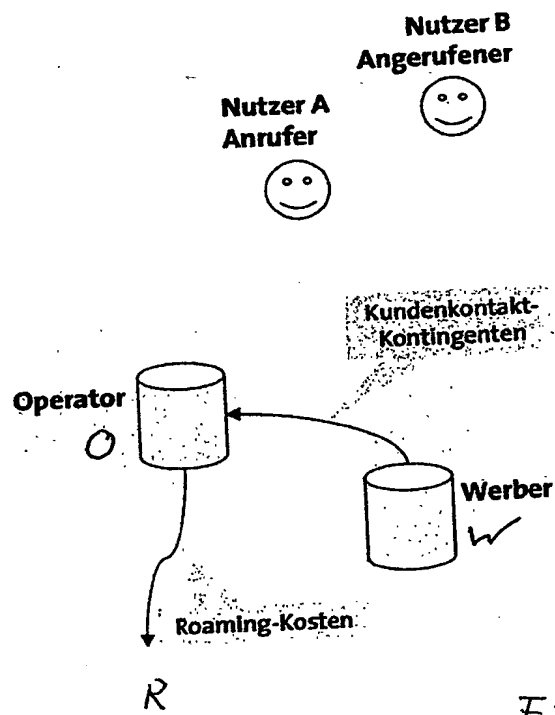 Nutzer B
Angerufener
Nutzer A
Anrufer
Kundenkontakt-
Kontingenten
Operator
O
Werber
W
Roaming-Kosten
R